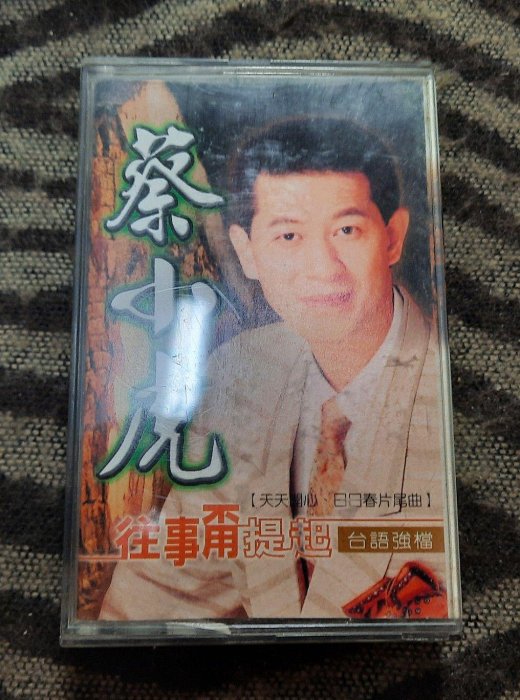 蔡小虎
【天天開心、日日春片尾曲】
往事甭提起 台語強檔